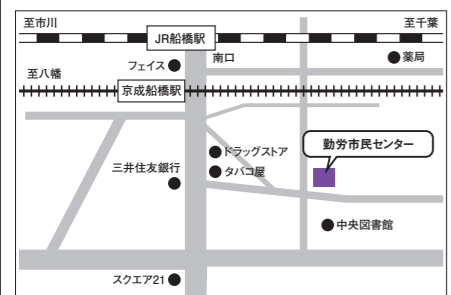 至市川
至千葉
JR船橋駅
フェイス
南口
薬局
至八幡
京成船橋駅
勤労市民センター
ドラッグストア
三井住友銀行
タバコ屋
中央図書館
スクエア21